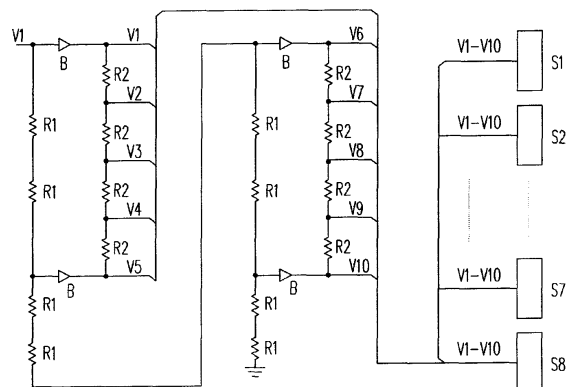 V1 V1 V6 V1–V10 S1
B R2 B R2
V2 V7
R1 R2 R1 R2 V1–V10 S2
V3 V8
R1 R2 R1 R2
V4 V9
R2 R2
V5 V10 V1–V10 S7
B B
R1 R1
R1 R1 V1–V10 S8